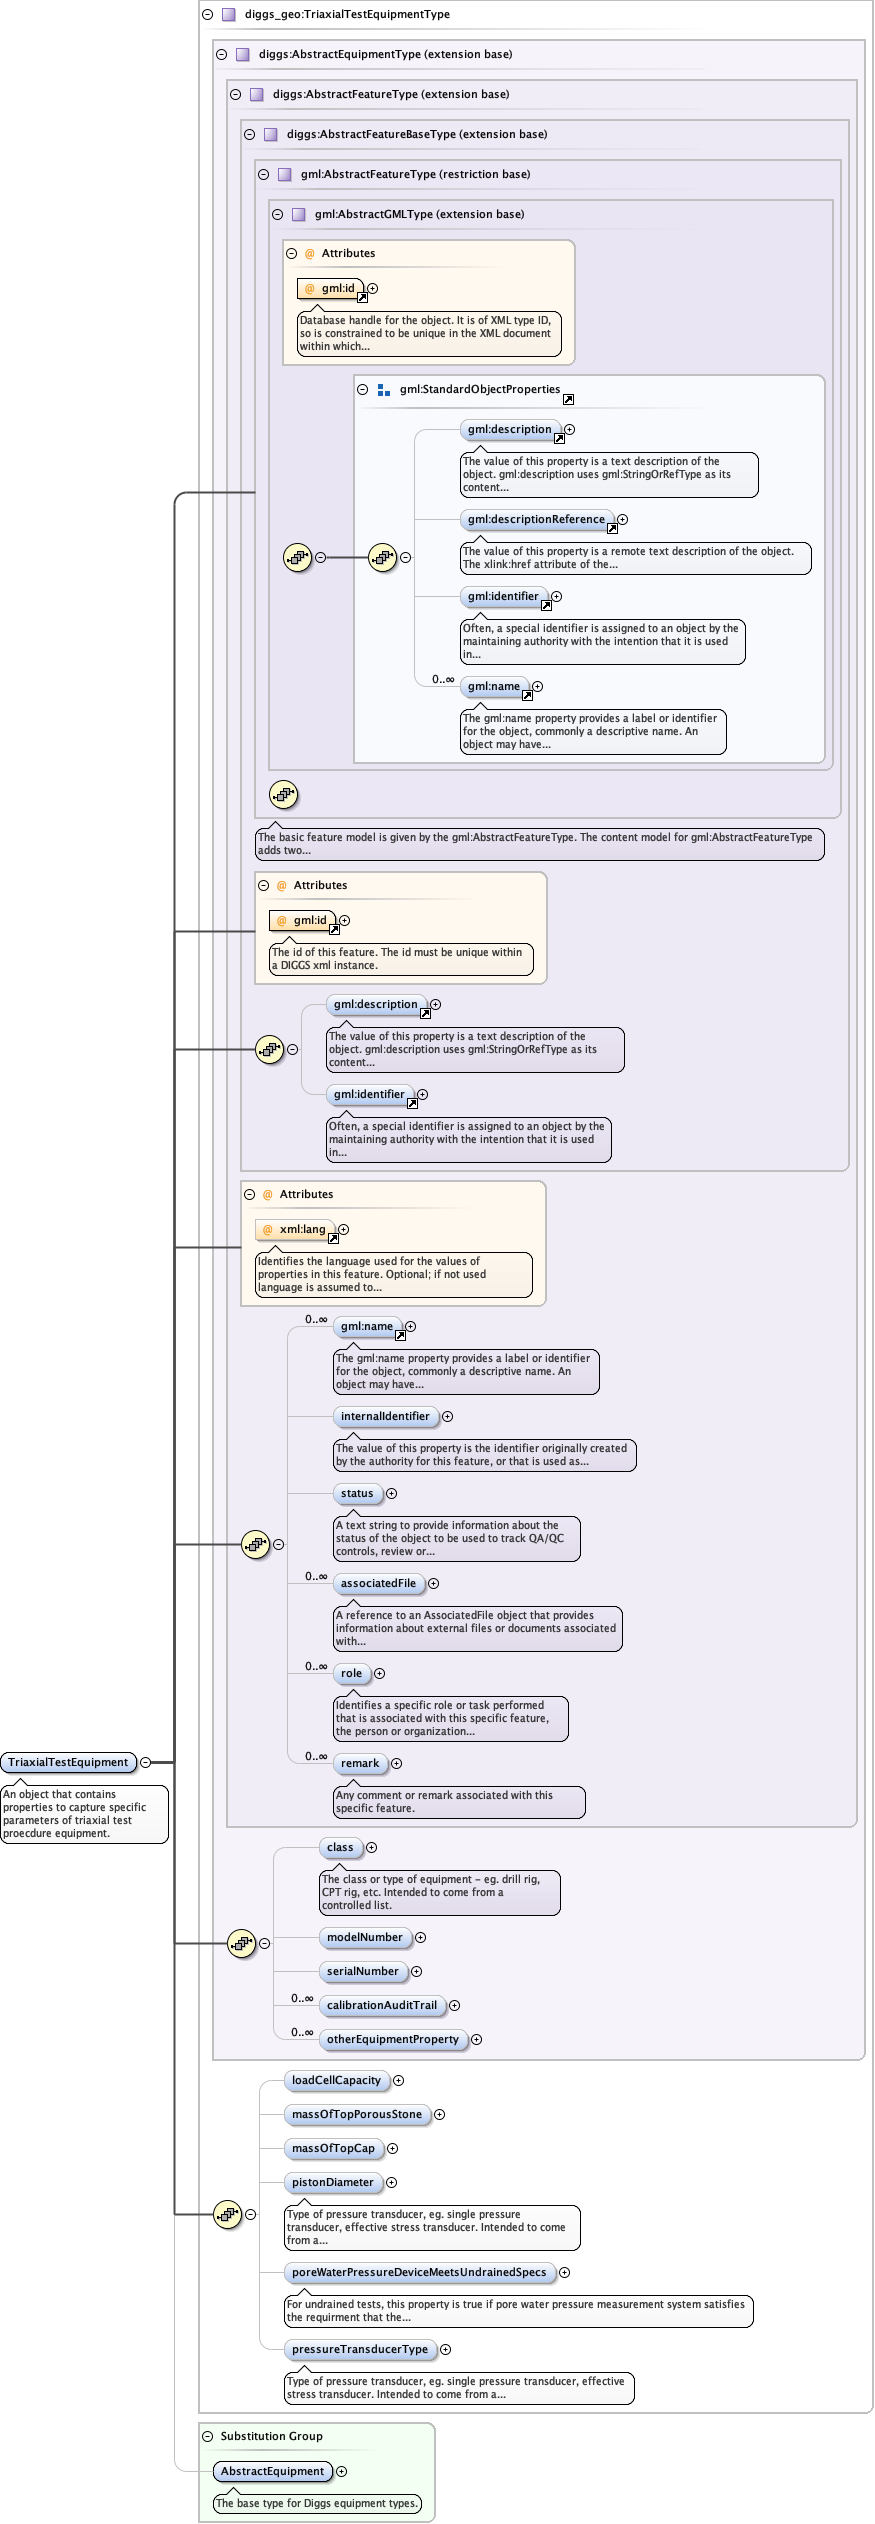 diggs_geo:TriaxialTestEquipmentType
diggs:AbstractEquipmentType (extension base)
diggs:AbstractFeatureType (extension base)
diggs:AbstractFeatureBaseType (extension base)
gml:AbstractFeatureType (restriction base)
gml:AbstractGMLType (extension base)
@ Attributes
@ gml:id
Database handle for the object. It is of XML type ID,
so is constrained to be unique in the XML document
within which...
gml:StandardObjectProperties
gml:description
The value of this property is a text description of the
object. gml:description uses gml:StringOrRefType as its
content...
gml:descriptionReference
The value of this property is a remote text description of the object.
The xlink:href attribute of the...
gml:identifier
Often, a special identifier is assigned to an object by the
maintaining authority with the intention that it is used
in...
0..∞
gml:name
The gml:name property provides a label or identifier
for the object, commonly a descriptive name. An
object may have...
The basic feature model is given by the gml:AbstractFeatureType. The content model for gml:AbstractFeatureType
adds two...
@ Attributes
@ gml:id
The id of this feature. The id must be unique within
a DIGGS xml instance.
gml:description
The value of this property is a text description of the
object. gml:description uses gml:StringOrRefType as its
content...
gml:identifier
Often, a special identifier is assigned to an object by the
maintaining authority with the intention that it is used
in...
@ Attributes
@ xml:lang
Identifies the language used for the values of
properties in this feature. Optional; if not used
language is assumed to...
0..∞
gml:name
The gml:name property provides a label or identifier
for the object, commonly a descriptive name. An
object may have...
internalIdentifier
The value of this property is the identifier originally created
by the authority for this feature, or that is used as...
status
A text string to provide information about the
status of the object to be used to track QA/QC
controls, review or...
0..∞
associatedFile
A reference to an AssociatedFile object that provides
information about external files or documents associated
with...
0..∞
role
Identifies a specific role or task performed
that is associated with this specific feature,
the person or organization...
0..∞
remark
Any comment or remark associated with this
specific feature.
TriaxialTestEquipment
An object that contains
properties to capture specific
parameters of triaxial test
proecdure equipment.
class
The class or type of equipment - eg. drill rig,
CPT rig, etc. Intended to come from a
controlled list.
modelNumber
serialNumber
0..∞
calibrationAuditTrail
0..∞
otherEquipmentProperty
loadCellCapacity
massOfTopPorousStone
massOfTopCap
pistonDiameter
Type of pressure transducer, eg. single pressure
transducer, effective stress transducer. Intended to come
from a...
poreWaterPressureDeviceMeetsUndrainedSpecs
For undrained tests, this property is true if pore water pressure measurement system satisfies
the requirment that the...
pressureTransducerType
Type of pressure transducer, eg. single pressure transducer, effective
stress transducer. Intended to come from a...
Substitution Group
AbstractEquipment
The base type for Diggs equipment types.